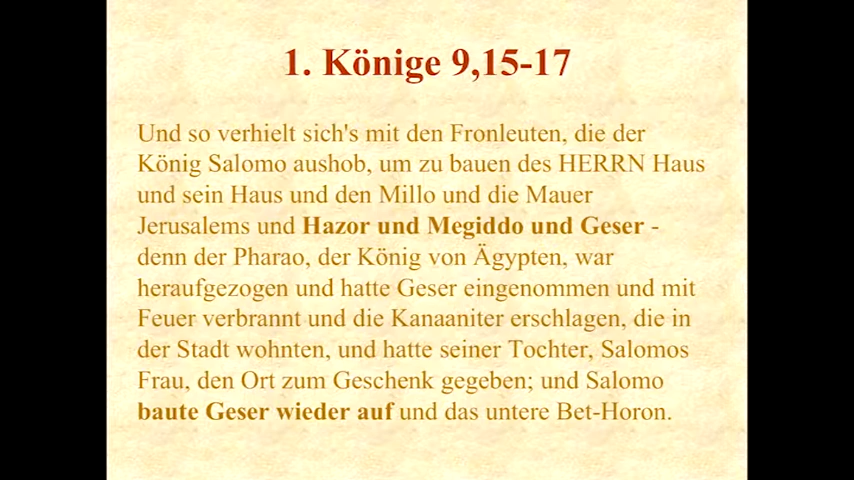 1. Könige 9,15-17
Und so verhielt sich's mit den Fronleuten, die der
König Salomo aushob, um zu bauen des HERRN Haus
und sein Haus und den Millo und die Mauer
Jerusalems und Hazor und Megiddo und Geser -
denn der Pharao, der König von Ägypten, war
heraufgezogen und hatte Geser eingenommen und mit
Feuer verbrannt und die Kanaaniter erschlagen, die in
der Stadt wohnten, und hatte seiner Tochter, Salomos
Frau, den Ort zum Geschenk gegeben; und Salomo
baute Geser wieder auf und das untere Bet-Horon.